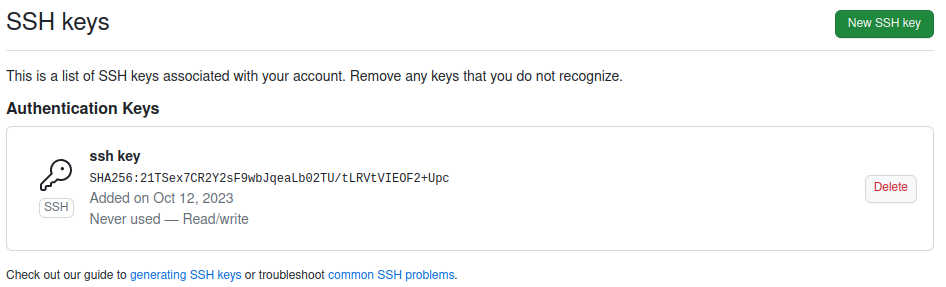 SSH keys
New SSH key
This is a list of SSH keys associated with your account. Remove any keys that you do not recognize.
Authentication Keys
ssh key
SHA256:21TSex7CR2Y2sF9wbJqeaLb02TU/tLRVtVIEOF2+Upc
Added on Oct 12, 2023
Never used — Read/write
SSH
Delete
Check out our guide to generating SSH keys or troubleshoot common SSH problems.